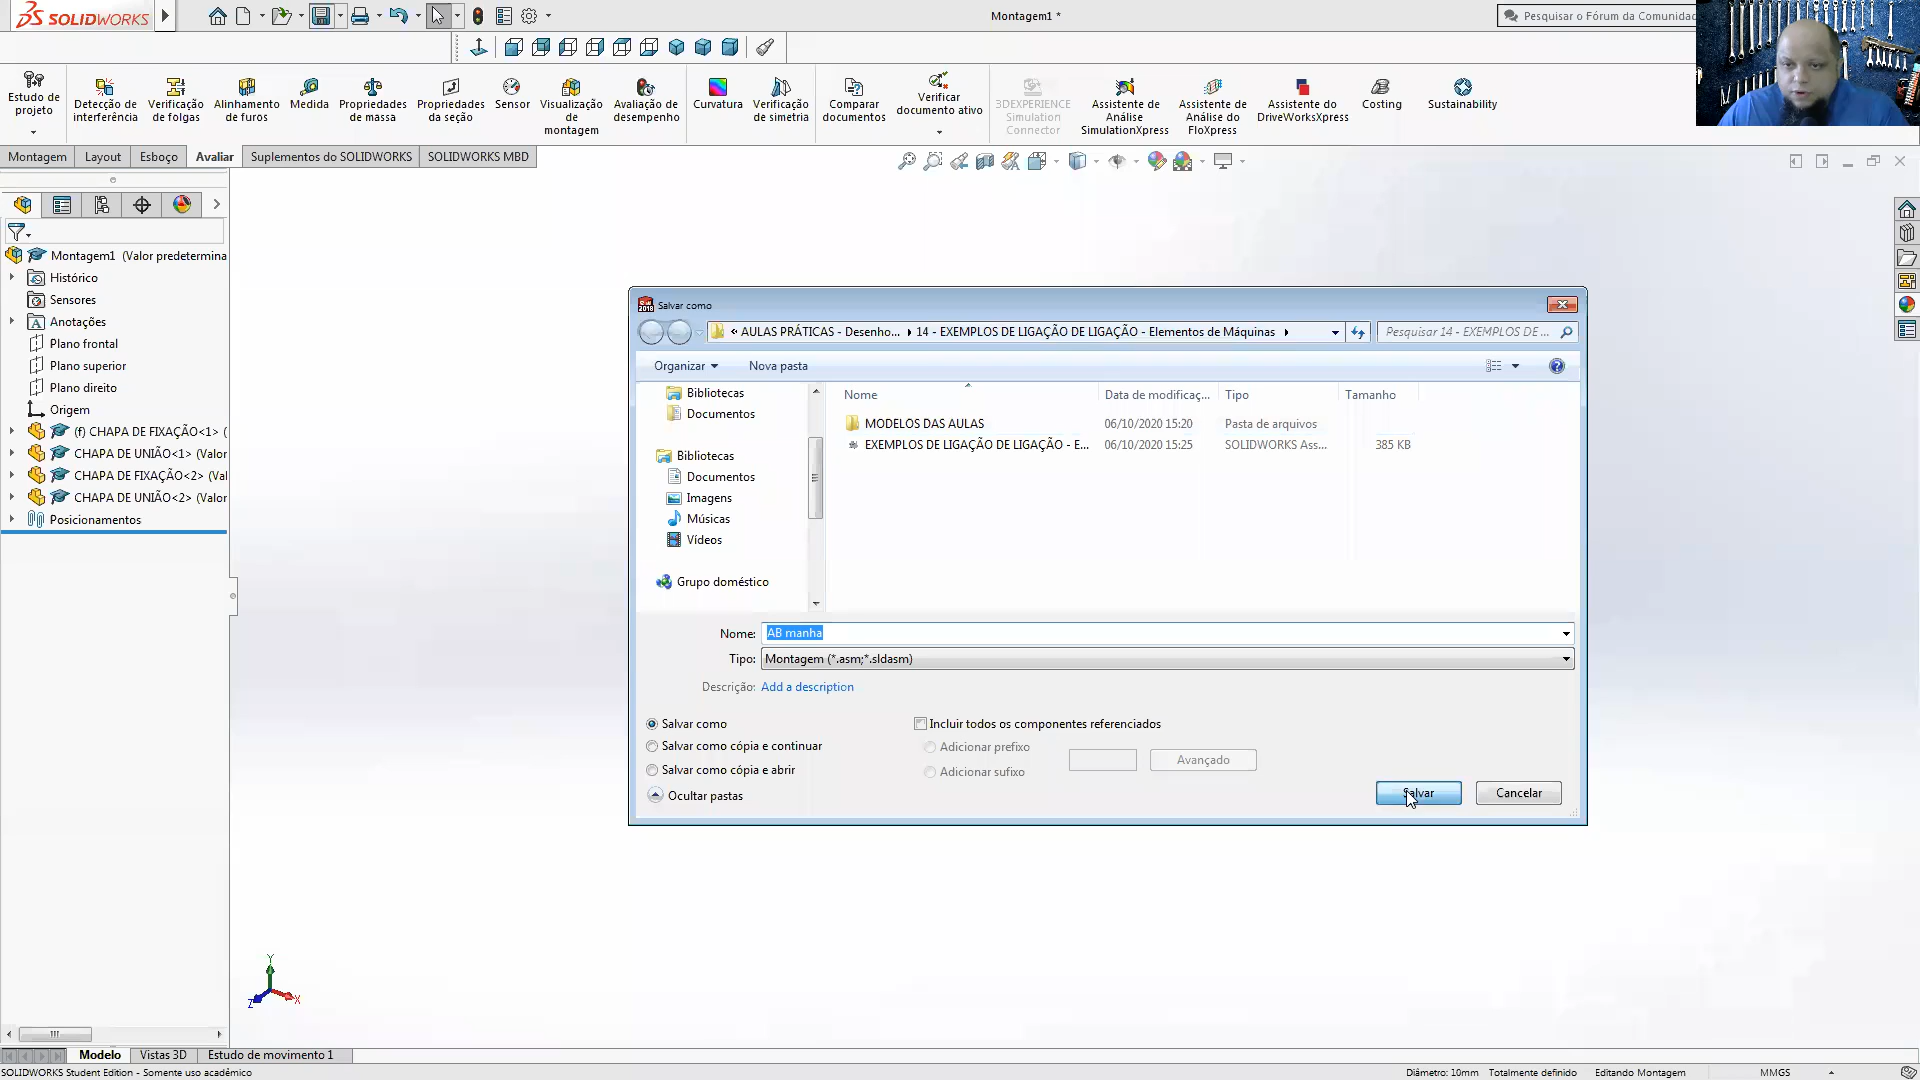 SOLIDWORKS
Montagem1 *
Pesquisar o Fórum da Comunidac
Estudo de
projeto
Detecção de
interferência
Verificação
de folgas
Alinhamento
de furos
Medida
Propriedades
de massa
Propriedades
da seção
Sensor
Visualização
de
montagem
Avaliação de
desempenho
Curvatura
Verificação
de simetria
Comparar
documentos
Verificar
documento ativo
3DEXPERIENCE
Simulation
Connector
Assistente de
Análise
SimulationXpress
Assistente de
Análise do
FloXpress
Assistente do
DriveWorksXpress
Costing
Sustainability
Montagem
Layout
Esboço
Avaliar
Suplementos do SOLIDWORKS
SOLIDWORKS MBD
Montagem1 (Valor predetermina
Histórico
Sensores
Anotações
Plano frontal
Plano superior
Plano direito
Origem
(f) CHAPA DE FIXAÇÃO<1> (
CHAPA DE UNIÃO<1> (Valor
CHAPA DE FIXAÇÃO<2> (Val
CHAPA DE UNIÃO<2> (Valor
Posicionamentos
Salvar como
« AULAS PRÁTICAS - Desenho... 14 - EXEMPLOS DE LIGAÇÃO DE LIGAÇÃO - Elementos de Máquinas
Pesquisar 14 - EXEMPLOS DE ...
Organizar
Nova pasta
Bibliotecas
Documentos
Bibliotecas
Documentos
Imagens
Músicas
Vídeos
Grupo doméstico
Nome Data de modificaç... Tipo Tamanho
MODELOS DAS AULAS 06/10/2020 15:20 Pasta de arquivos
EXEMPLOS DE LIGAÇÃO DE LIGAÇÃO - E... 06/10/2020 15:25 SOLIDWORKS Ass... 385 KB
Nome: AB manha
Tipo: Montagem (*.asm;*.sldasm)
Descrição: Add a description
Salvar como
Salvar como cópia e continuar
Salvar como cópia e abrir
Incluir todos os componentes referenciados
Adicionar prefixo
Adicionar sufixo
Avançado
Ocultar pastas
Salvar
Cancelar
Y
Z
X
Modelo
Vistas 3D
Estudo de movimento 1
SOLIDWORKS Student Edition - Somente uso acadêmico
Diâmetro: 10mm Totalmente definido Editando Montagem MMGS